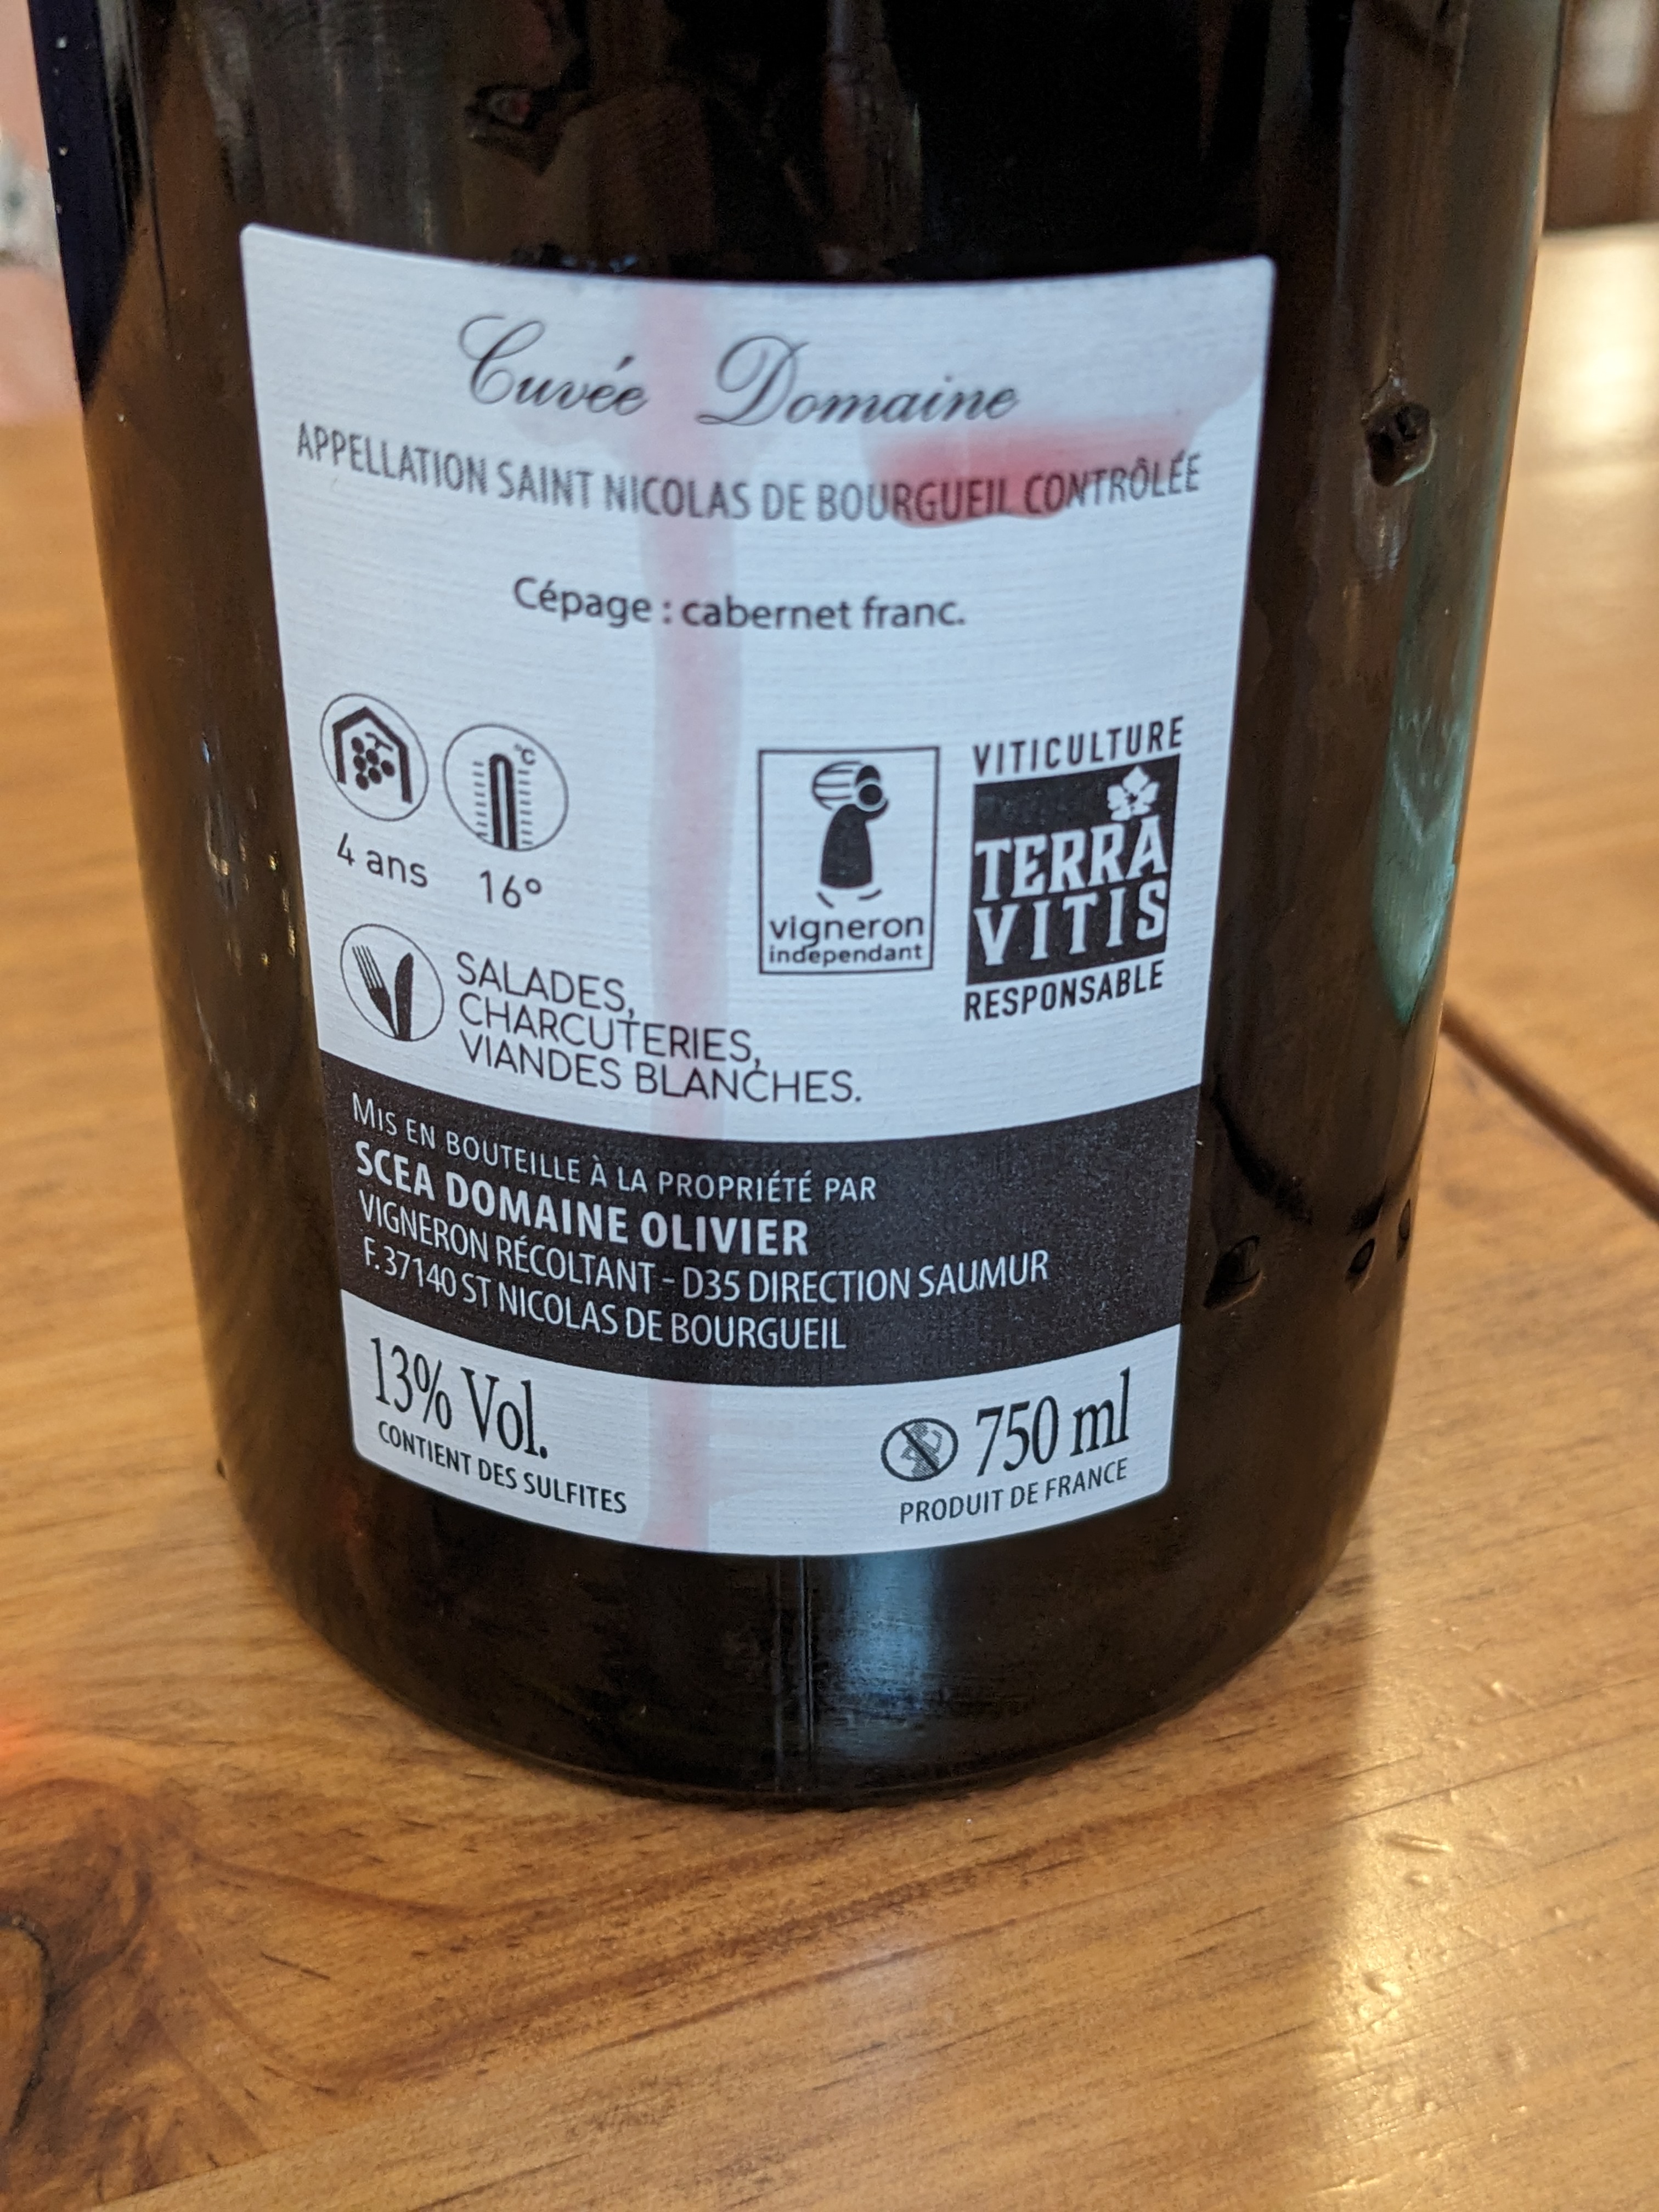 Cuvée Domaine
APPELLATION SAINT NICOLAS DE BOURGUEIL CONTRÔLÉE
Cépage : cabernet franc.
°C
4 ans
16°
SALADES,
CHARCUTERIES,
VIANDES BLANCHES.
vigneron
independant
VITICULTURE
TERRA
VITIS
RESPONSABLE
MIS EN BOUTEILLE À LA PROPRIÉTÉ PAR
SCEA DOMAINE OLIVIER
VIGNERON RÉCOLTANT - D35 DIRECTION SAUMUR
F. 37140 ST NICOLAS DE BOURGUEIL
13% Vol.
CONTIENT DES SULFITES
750 ml
PRODUIT DE FRANCE